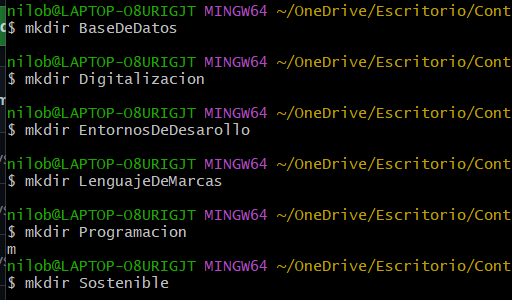 nilob@LAPTOP-O8URIGJT MINGW64 ~/OneDrive/Escritorio/Cont
$ mkdir BaseDeDatos
nilob@LAPTOP-O8URIGJT MINGW64 ~/OneDrive/Escritorio/Cont
$ mkdir Digitalizacion
nilob@LAPTOP-O8URIGJT MINGW64 ~/OneDrive/Escritorio/Cont
$ mkdir EntornosDeDesarollo
nilob@LAPTOP-O8URIGJT MINGW64 ~/OneDrive/Escritorio/Cont
$ mkdir LenguajeDeMarcas
nilob@LAPTOP-O8URIGJT MINGW64 ~/OneDrive/Escritorio/Cont
$ mkdir Programacion
m
nilob@LAPTOP-O8URIGJT MINGW64 ~/OneDrive/Escritorio/Cont
$ mkdir Sostenible